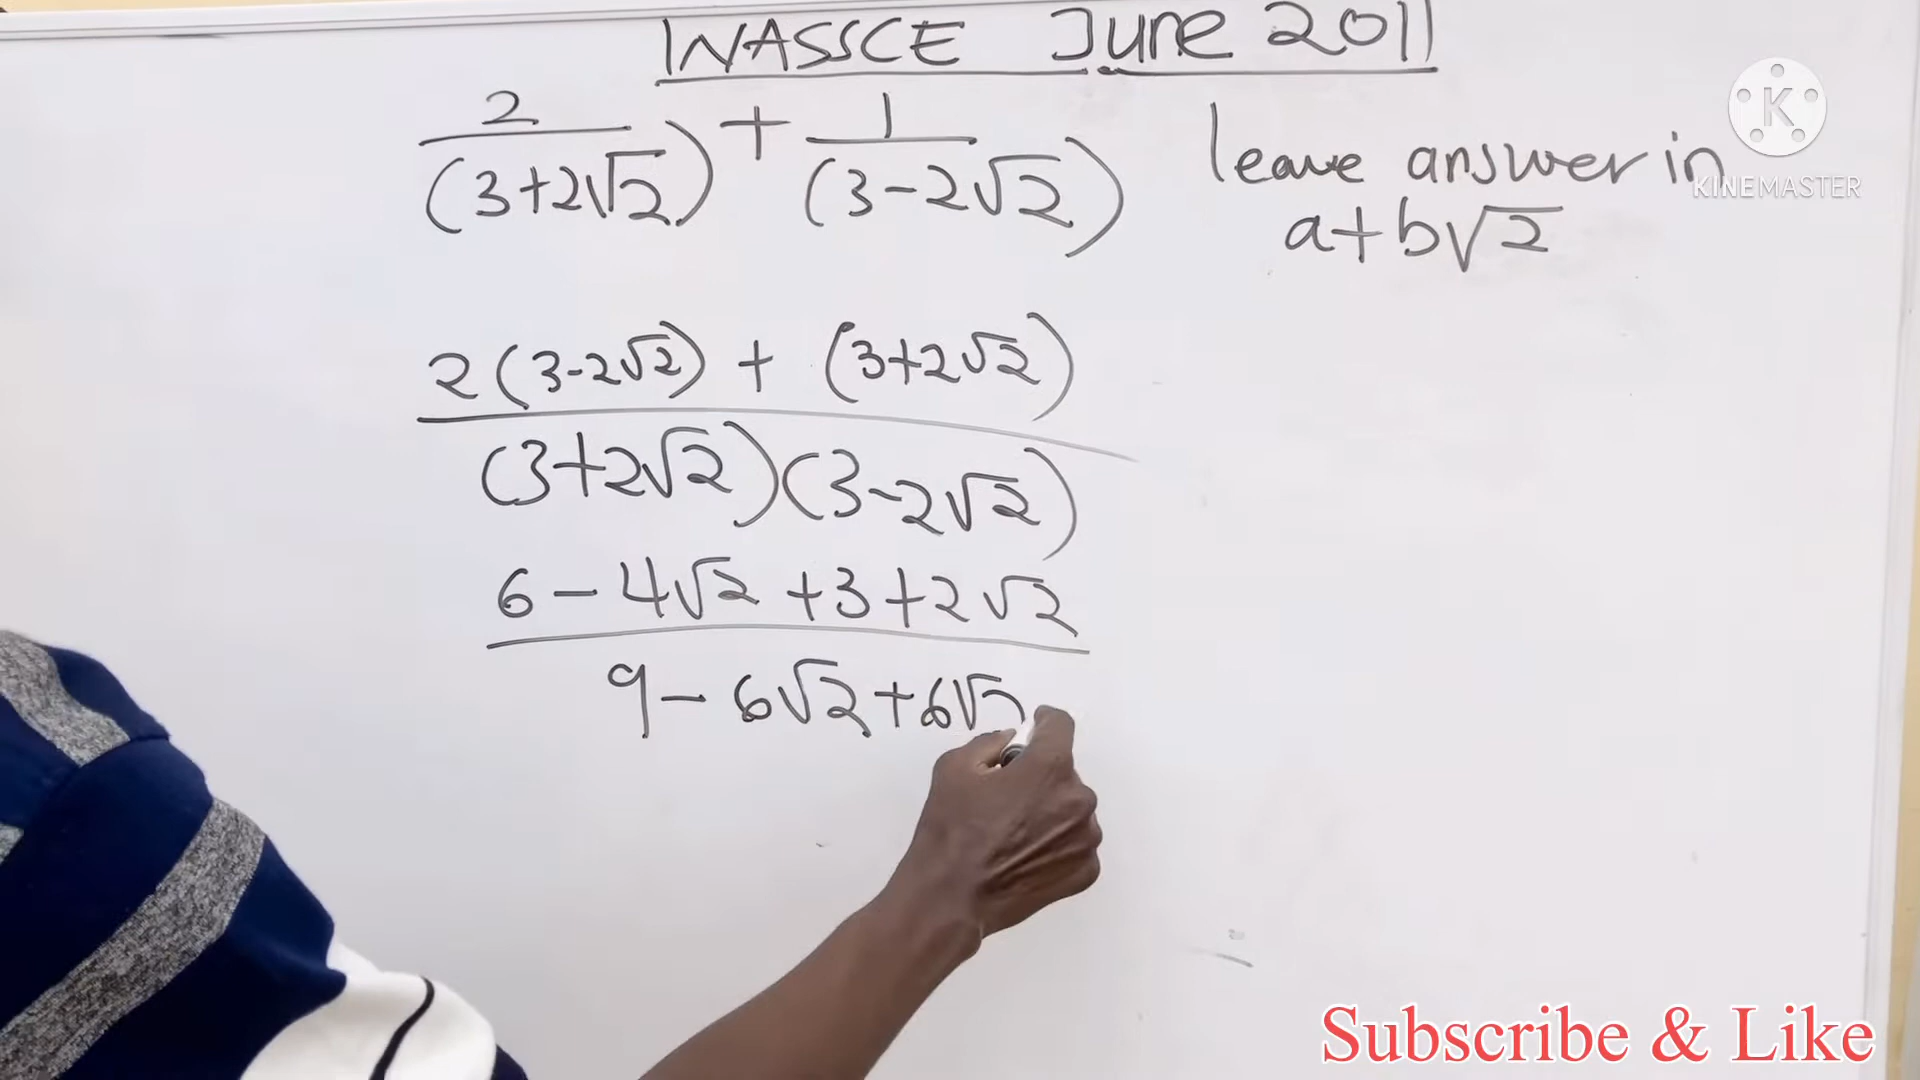 WASSCE June 2011
2/(3+2√2) + 1/(3-2√2) leave answer in
a+b√2
KINEMASTER
2(3-2√2) + (3+2√2)
(3+2√2)(3-2√2)
6 - 4√2 +3+2√2
9 - 6√2+6√2
Subscribe & Like